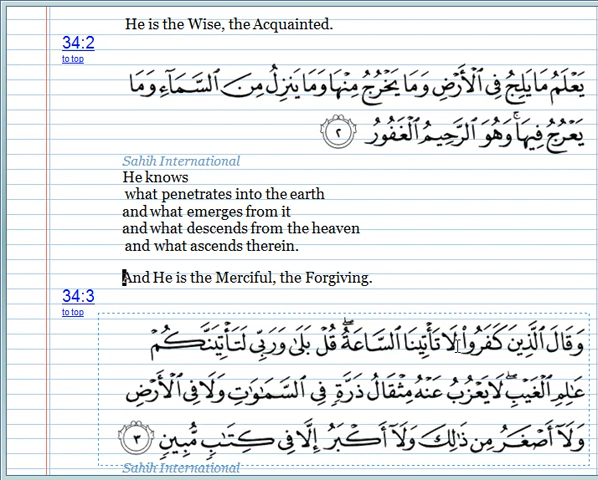 He is the Wise, the Acquainted.
34:2
to top
يَعْلَمُ مَا يَلِجُ فِي ٱلْأَرْضِ وَمَا يَخْرُجُ مِنْهَا وَمَا يَنزِلُ مِنَ ٱلسَّمَآءِ وَمَا
يَعْرُجُ فِيهَا ۚ وَهُوَ ٱلرَّحِيمُ ٱلْغَفُورُ ٢
Sahih International
He knows
what penetrates into the earth
and what emerges from it
and what descends from the heaven
and what ascends therein.
And He is the Merciful, the Forgiving.
34:3
to top
وَقَالَ ٱلَّذِينَ كَفَرُوا۟ لَا تَأْتِينَا ٱلسَّاعَةُ ۖ قُلْ بَلَىٰ وَرَبِّي لَتَأْتِيَنَّكُمْ
عَٰلِمِ ٱلْغَيْبِ ۖ لَا يَعْزُبُ عَنْهُ مِثْقَالُ ذَرَّةٍ فِي ٱلسَّمَٰوَٰتِ وَلَا فِي ٱلْأَرْضِ
وَلَآ أَصْغَرُ مِن ذَٰلِكَ وَلَآ أَكْبَرُ إِلَّا فِي كِتَٰبٍ مُّبِينٍ ٣
Sahih International